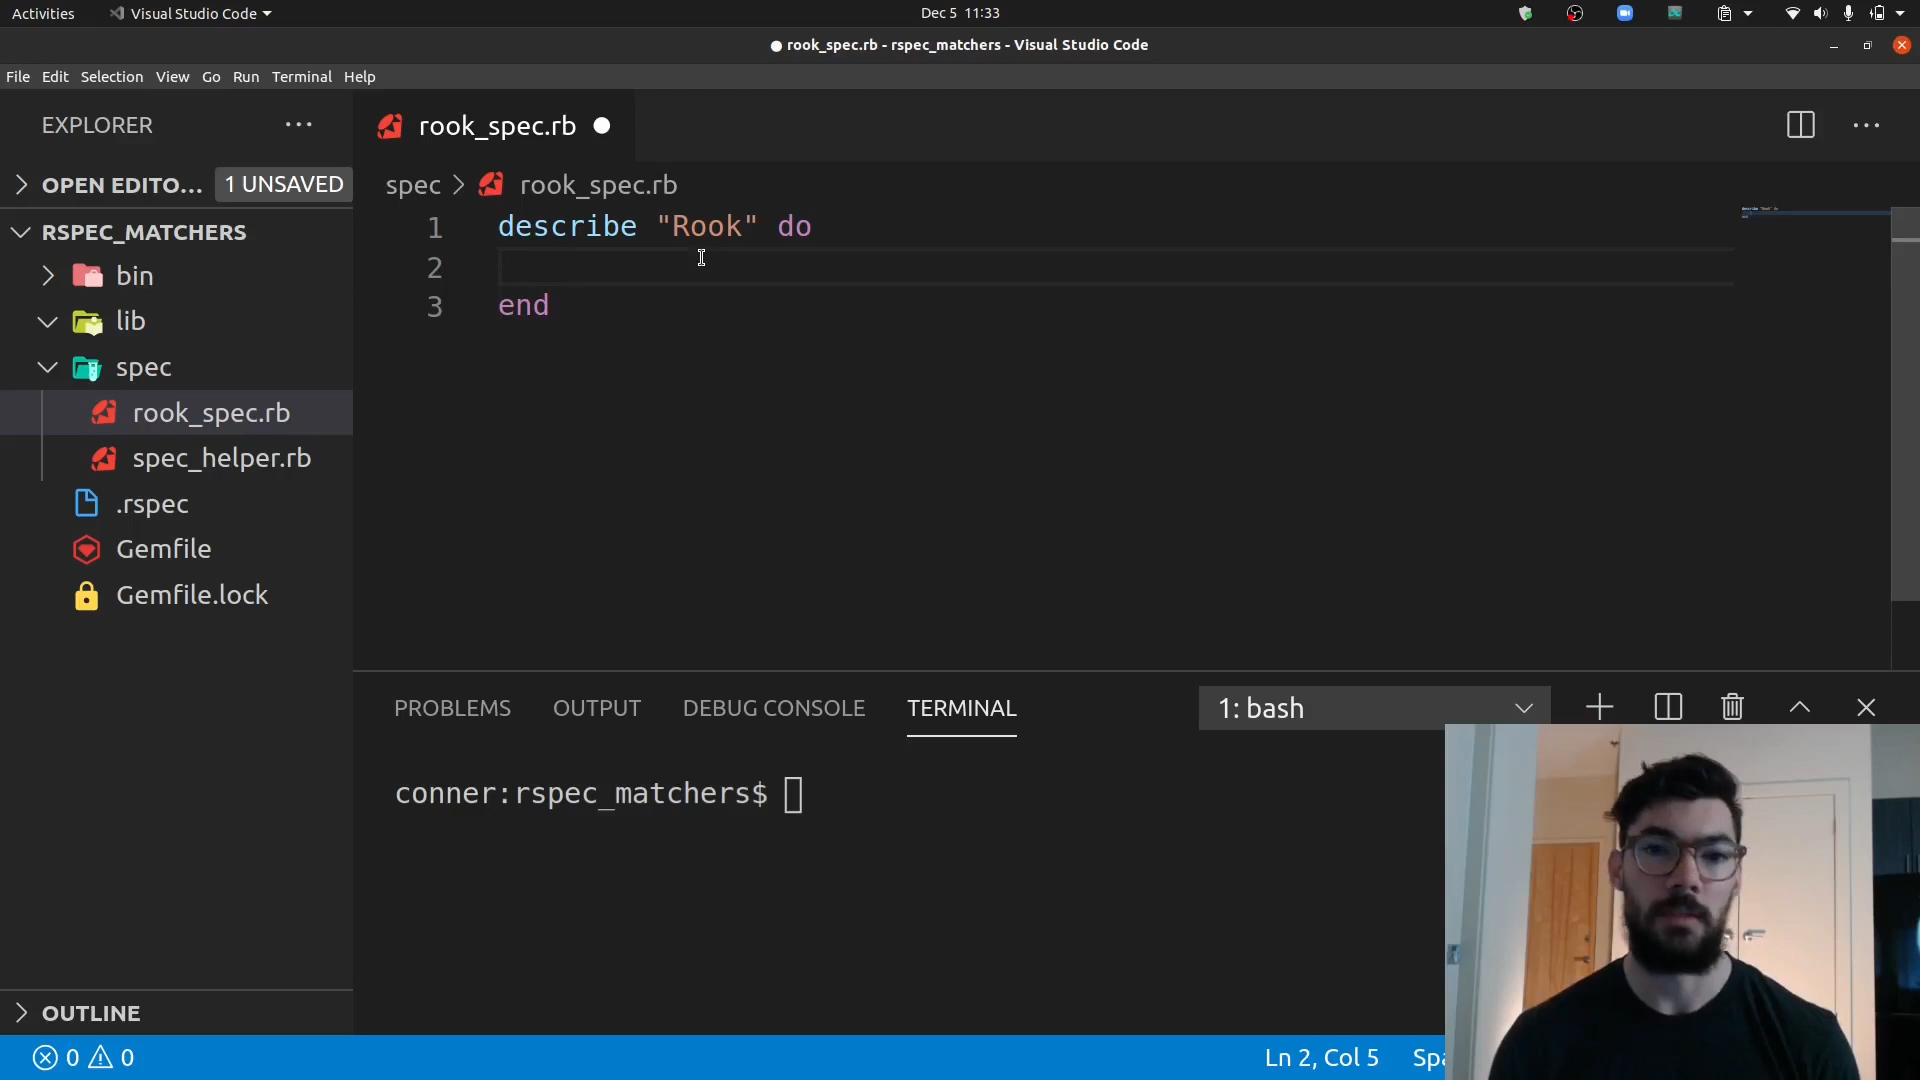 Activities
Visual Studio Code
Dec 5 11:33
rook_spec.rb - rspec_matchers - Visual Studio Code
File Edit Selection View Go Run Terminal Help
EXPLORER
rook_spec.rb
OPEN EDITO... 1 UNSAVED
spec rook_spec.rb
RSPEC_MATCHERS
bin
lib
spec
rook_spec.rb
spec_helper.rb
.rspec
Gemfile
Gemfile.lock
OUTLINE
1 describe "Rook" do
2
3 end
PROBLEMS OUTPUT DEBUG CONSOLE TERMINAL
1: bash
conner:rspec_matchers$
0 0
Ln 2, Col 5